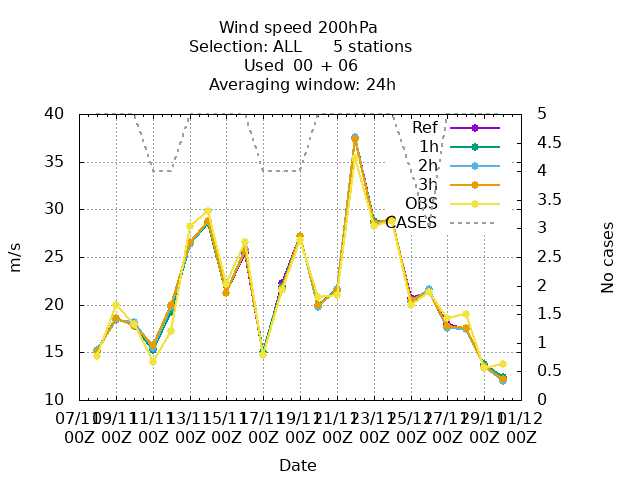 Wind speed 200hPa
Selection: ALL 5 stations
Used 00 + 06
Averaging window: 24h
40
35
30
25
20
15
10
m/s
5
4.5
4
3.5
3
2.5
2
1.5
1
0.5
0
No cases
Ref
1h
2h
3h
OBS
CASES
07/11 09/11 11/11 13/11 15/11 17/11 19/11 21/11 23/11 25/11 27/11 29/11 01/12
00Z 00Z 00Z 00Z 00Z 00Z 00Z 00Z 00Z 00Z 00Z 00Z 00Z
Date